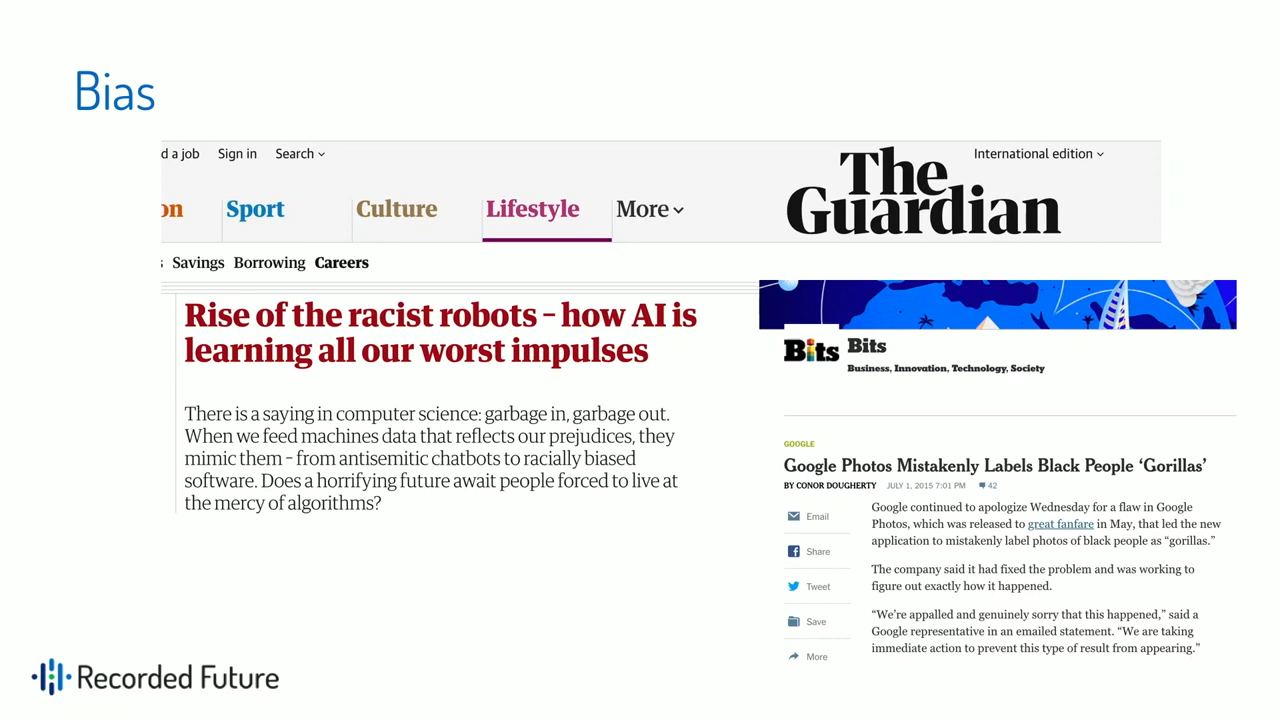 Bias
d a job Sign in Search
International edition
The Guardian
on Sport Culture Lifestyle More
s Savings Borrowing Careers
Rise of the racist robots – how AI is
learning all our worst impulses
There is a saying in computer science: garbage in, garbage out.
When we feed machines data that reflects our prejudices, they
mimic them – from antisemitic chatbots to racially biased
software. Does a horrifying future await people forced to live at
the mercy of algorithms?
Bits
Bits
Business, Innovation, Technology, Society
GOOGLE
Google Photos Mistakenly Labels Black People ‘Gorillas’
BY CONOR DOUGHERTY JULY 1, 2015 7:01 PM 42
Email
Share
Tweet
Save
More
Google continued to apologize Wednesday for a flaw in Google
Photos, which was released to great fanfare in May, that led the new
application to mistakenly label photos of black people as “gorillas.”
The company said it had fixed the problem and was working to
figure out exactly how it happened.
“We’re appalled and genuinely sorry that this happened,” said a
Google representative in an emailed statement. “We are taking
immediate action to prevent this type of result from appearing.”
Recorded Future